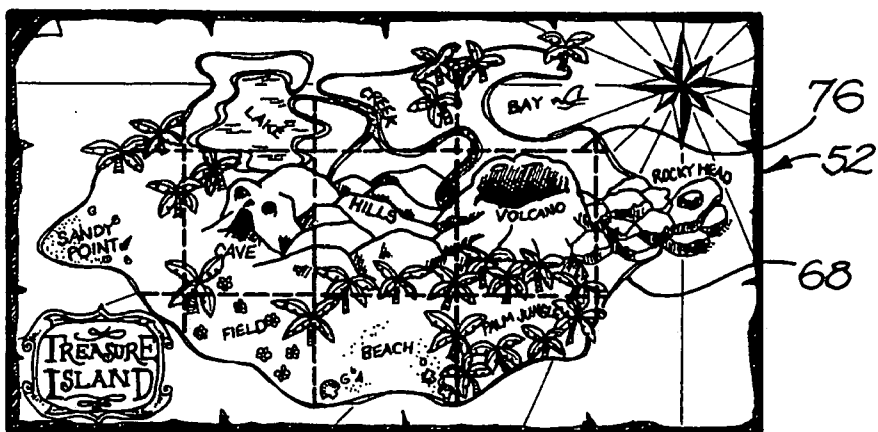 LAKE
CREEK
BAY
76
52
ROCKY HEAD
HILLS
VOLCANO
SANDY
POINT
CAVE
68
FIELD
PALM JUNGLE
BEACH
TREASURE
ISLAND